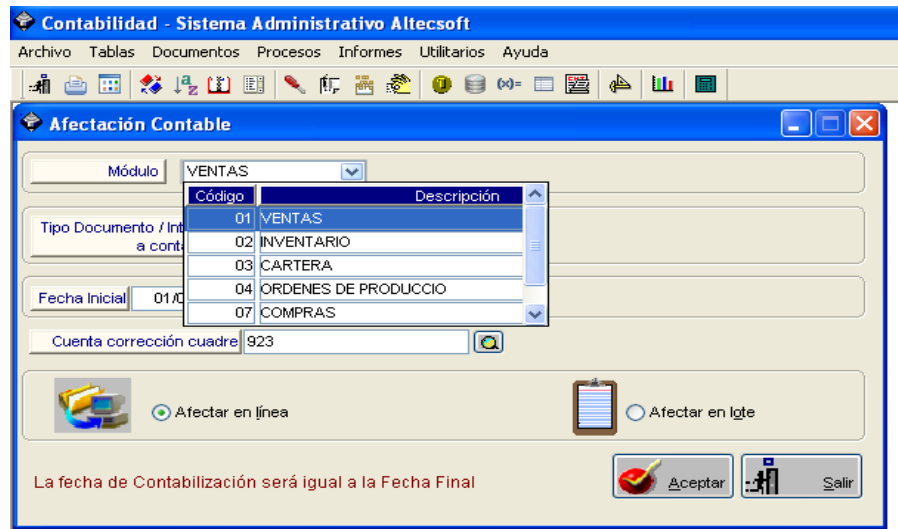 Contabilidad - Sistema Administrativo Altecsoft
Archivo Tablas Documentos Procesos Informes Utilitarios Ayuda
Afectación Contable
Módulo VENTAS
Código Descripción
01 VENTAS
02 INVENTARIO
03 CARTERA
04 ORDENES DE PRODUCCIO
07 COMPRAS
Tipo Documento /
a
Fecha Inicial 01/0
Cuenta corrección cuadre 923
Afectar en línea Afectar en lote
La fecha de Contabilización será igual a la Fecha Final Aceptar Salir